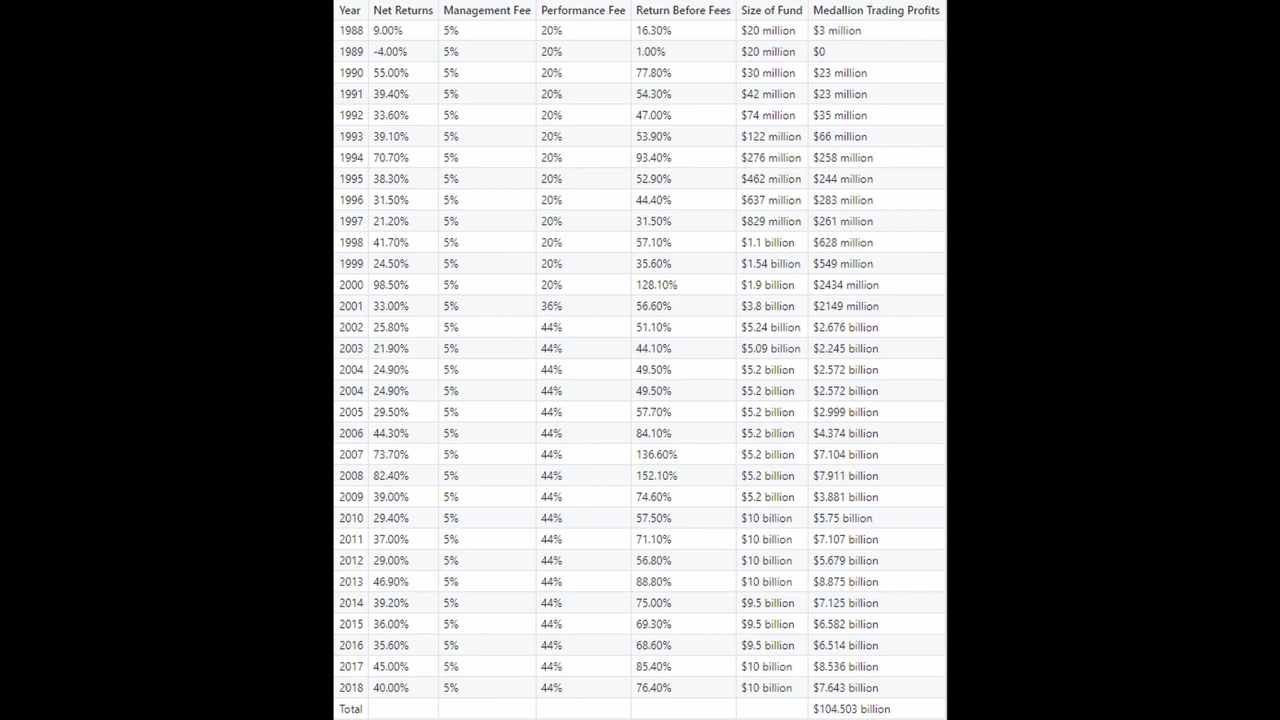 Year Net Returns Management Fee Performance Fee Return Before Fees Size of Fund Medallion Trading Profits
1988 9.00% 5% 20% 16.30% $20 million $3 million
1989 -4.00% 5% 20% 1.00% $20 million $0
1990 55.00% 5% 20% 77.80% $30 million $23 million
1991 39.40% 5% 20% 54.30% $42 million $23 million
1992 33.60% 5% 20% 47.00% $74 million $35 million
1993 39.10% 5% 20% 53.90% $122 million $66 million
1994 70.70% 5% 20% 93.40% $276 million $258 million
1995 38.30% 5% 20% 52.90% $462 million $244 million
1996 31.50% 5% 20% 44.40% $637 million $283 million
1997 21.20% 5% 20% 31.50% $829 million $261 million
1998 41.70% 5% 20% 57.10% $1.1 billion $628 million
1999 24.50% 5% 20% 35.60% $1.54 billion $549 million
2000 98.50% 5% 20% 128.10% $1.9 billion $2434 million
2001 33.00% 5% 36% 56.60% $3.8 billion $2149 million
2002 25.80% 5% 44% 51.10% $5.24 billion $2.676 billion
2003 21.90% 5% 44% 44.10% $5.09 billion $2.245 billion
2004 24.90% 5% 44% 49.50% $5.2 billion $2.572 billion
2004 24.90% 5% 44% 49.50% $5.2 billion $2.572 billion
2005 29.50% 5% 44% 57.70% $5.2 billion $2.999 billion
2006 44.30% 5% 44% 84.10% $5.2 billion $4.374 billion
2007 73.70% 5% 44% 136.60% $5.2 billion $7.104 billion
2008 82.40% 5% 44% 152.10% $5.2 billion $7.911 billion
2009 39.00% 5% 44% 74.60% $5.2 billion $3.881 billion
2010 29.40% 5% 44% 57.50% $10 billion $5.75 billion
2011 37.00% 5% 44% 71.10% $10 billion $7.107 billion
2012 29.00% 5% 44% 56.80% $10 billion $5.679 billion
2013 46.90% 5% 44% 88.80% $10 billion $8.875 billion
2014 39.20% 5% 44% 75.00% $9.5 billion $7.125 billion
2015 36.00% 5% 44% 69.30% $9.5 billion $6.582 billion
2016 35.60% 5% 44% 68.60% $9.5 billion $6.514 billion
2017 45.00% 5% 44% 85.40% $10 billion $8.536 billion
2018 40.00% 5% 44% 76.40% $10 billion $7.643 billion
Total $104.503 billion